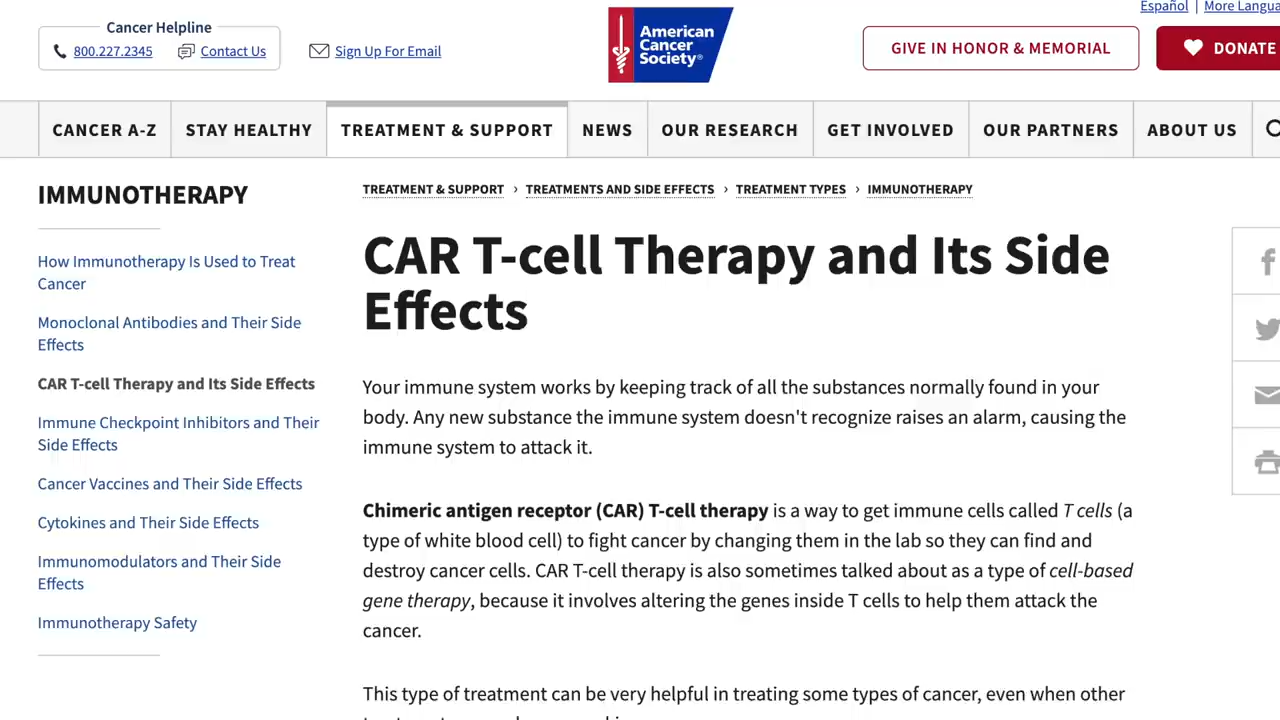 Español | More Langua
Cancer Helpline
800.227.2345 Contact Us
Sign Up For Email
American
Cancer
Society®
GIVE IN HONOR & MEMORIAL
DONATE
CANCER A-Z STAY HEALTHY TREATMENT & SUPPORT NEWS OUR RESEARCH GET INVOLVED OUR PARTNERS ABOUT US
IMMUNOTHERAPY
How Immunotherapy Is Used to Treat
Cancer
Monoclonal Antibodies and Their Side
Effects
CAR T-cell Therapy and Its Side Effects
Immune Checkpoint Inhibitors and Their
Side Effects
Cancer Vaccines and Their Side Effects
Cytokines and Their Side Effects
Immunomodulators and Their Side
Effects
Immunotherapy Safety
TREATMENT & SUPPORT › TREATMENTS AND SIDE EFFECTS › TREATMENT TYPES › IMMUNOTHERAPY
CAR T-cell Therapy and Its Side
Effects
Your immune system works by keeping track of all the substances normally found in your
body. Any new substance the immune system doesn't recognize raises an alarm, causing the
immune system to attack it.
Chimeric antigen receptor (CAR) T-cell therapy is a way to get immune cells called T cells (a
type of white blood cell) to fight cancer by changing them in the lab so they can find and
destroy cancer cells. CAR T-cell therapy is also sometimes talked about as a type of cell-based
gene therapy, because it involves altering the genes inside T cells to help them attack the
cancer.
This type of treatment can be very helpful in treating some types of cancer, even when other